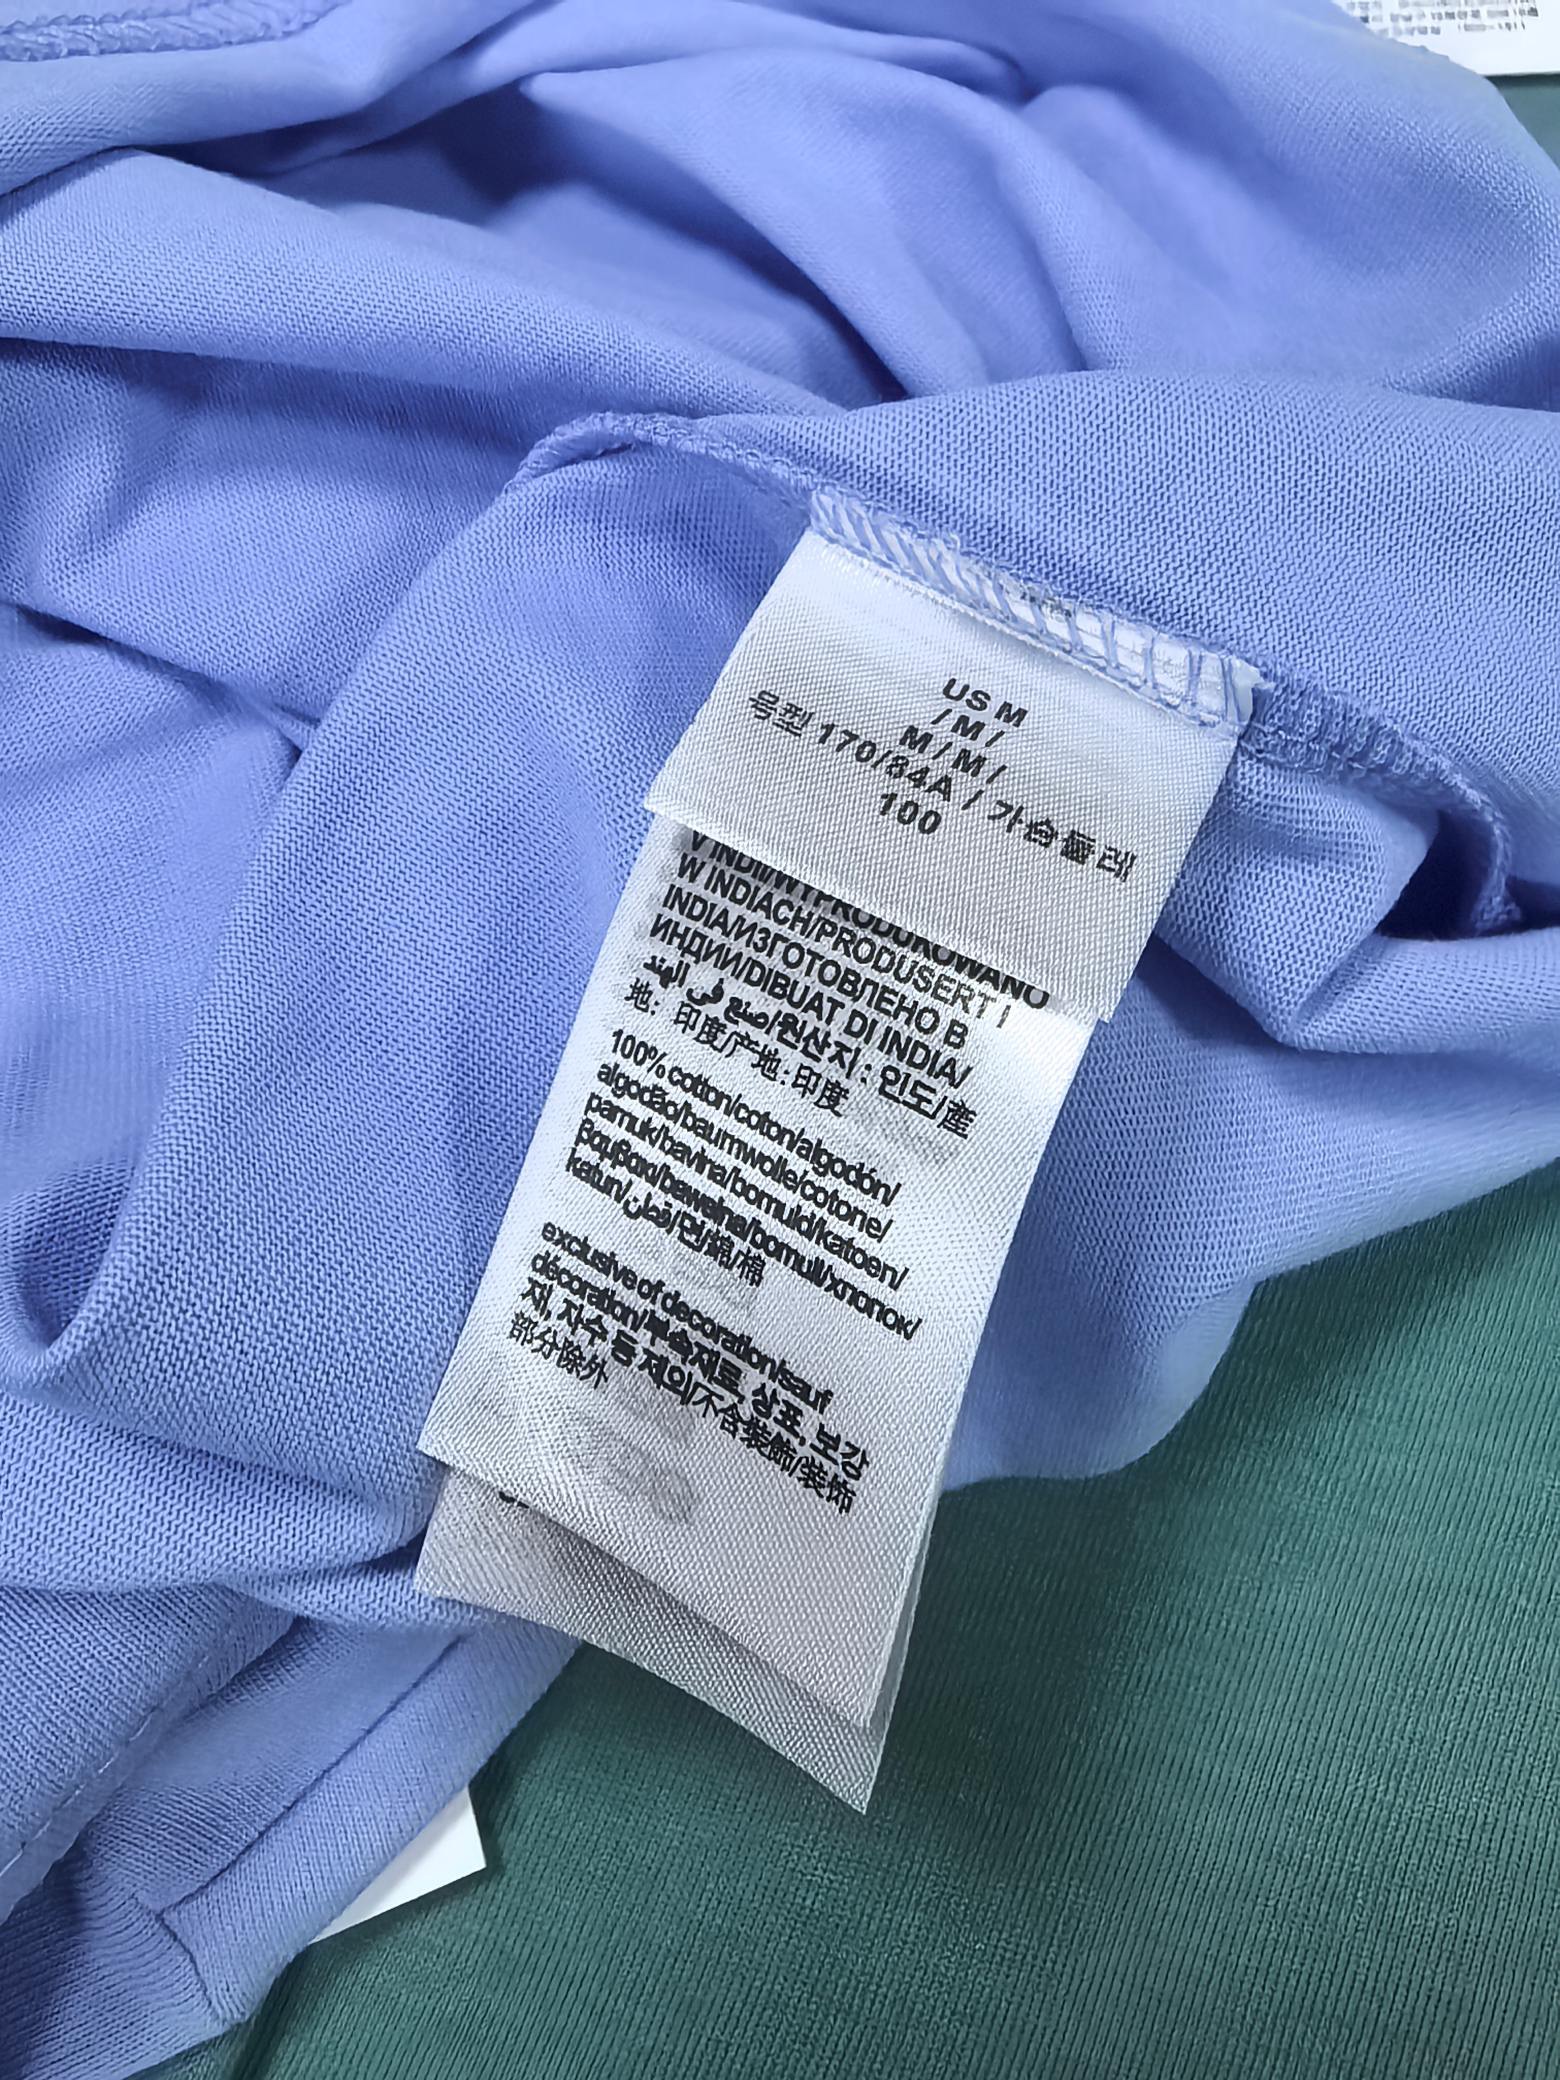 US M
/ M /
M / M /
号型 170/84A / 가슴둘레
100
W INDIACH/PRODUSERT I
INDIA/ИЗГОТОВЛЕНО В
ИНДИИ/DIBUAT DI INDIA/
صنع في الهند/원산지 : 인도/產
地: 印度/产地: 印度
100% cotton/coton/algodón/
algodão/baumwolle/cotone/
pamuk/bavlna/bomuld/katoen/
βαμβακι/bawełna/bomull/хлопок/
katun/قطن/면/綿/棉
exclusive of decoration/sauf
décoration/부속재료, 상표, 보강
재, 자수 등 제외/不含裝飾/装饰
部分除外